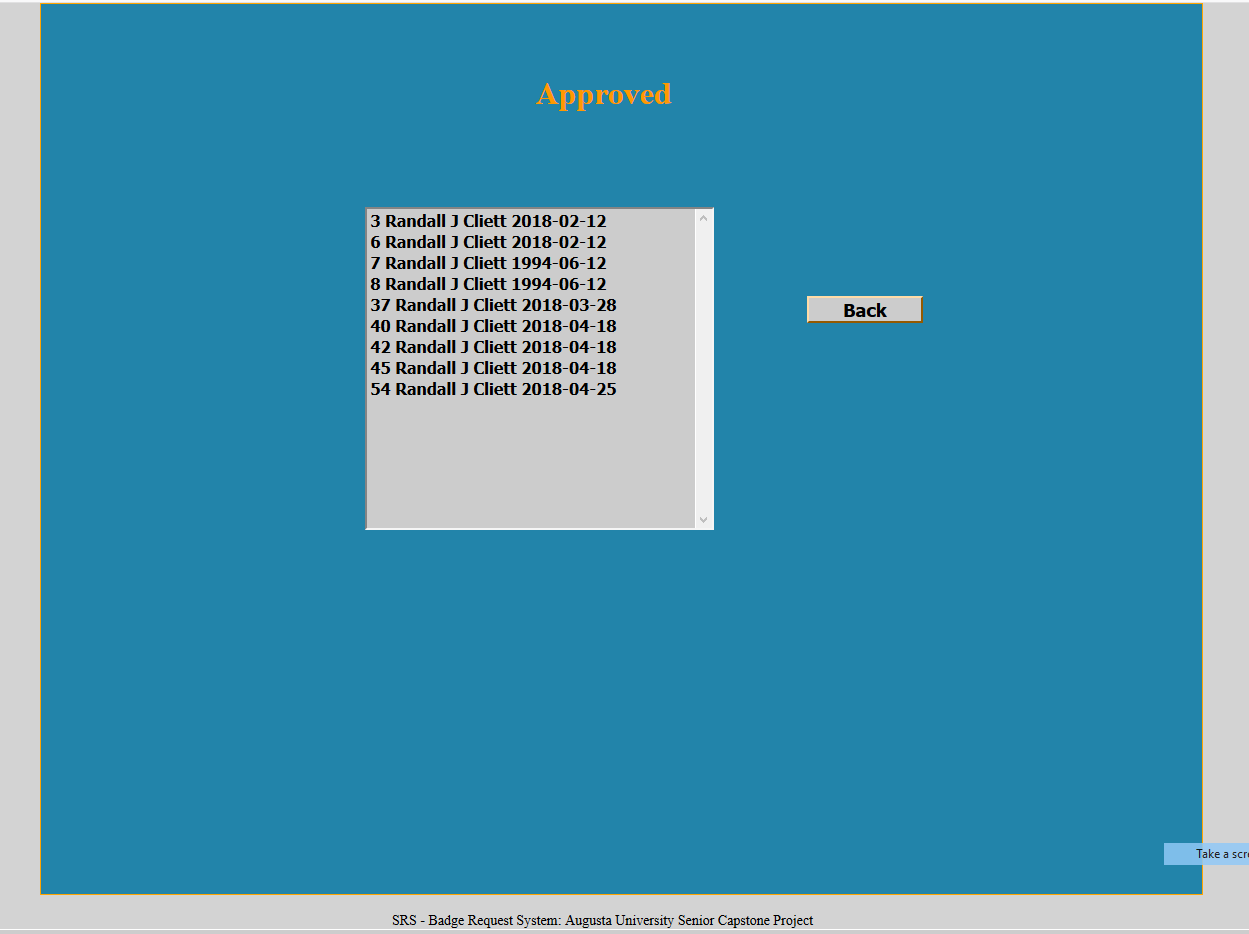 Approved
3 Randall J Cliett 2018-02-12
6 Randall J Cliett 2018-02-12
7 Randall J Cliett 1994-06-12
8 Randall J Cliett 1994-06-12
37 Randall J Cliett 2018-03-28
40 Randall J Cliett 2018-04-18
42 Randall J Cliett 2018-04-18
45 Randall J Cliett 2018-04-18
54 Randall J Cliett 2018-04-25
Back
Take a scr
SRS - Badge Request System: Augusta University Senior Capstone Project